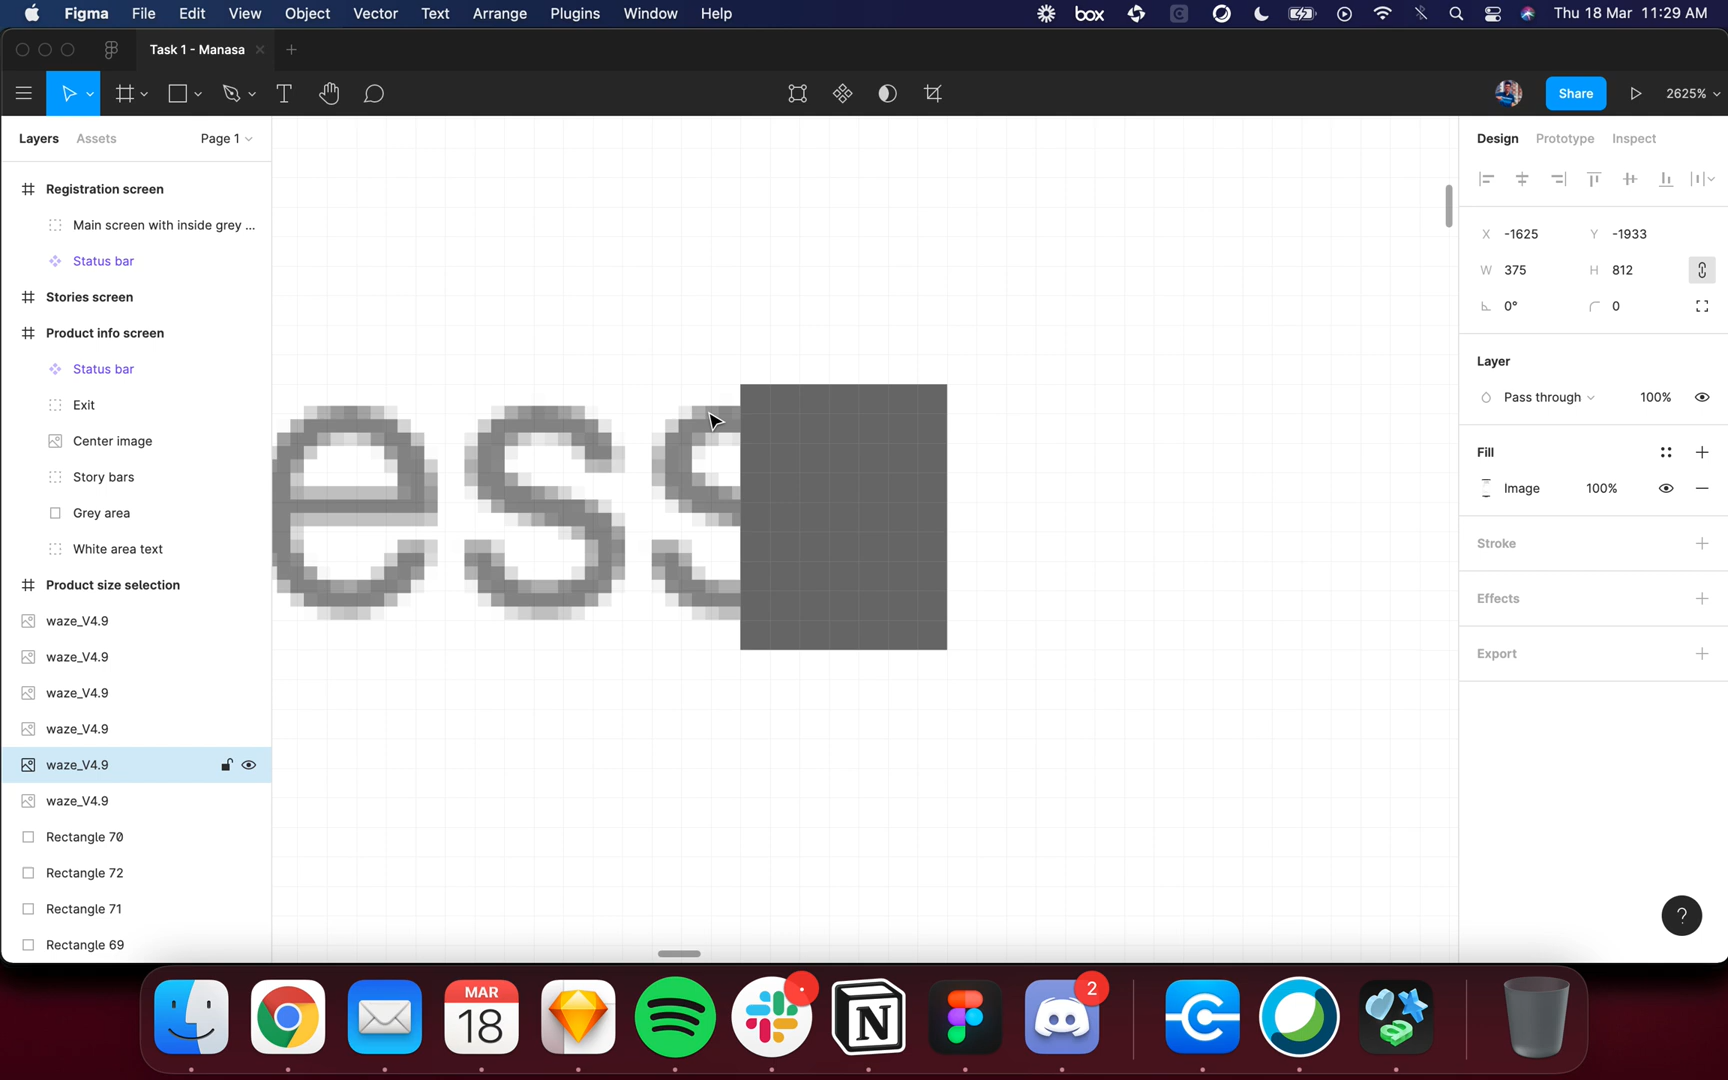 Figma File Edit View Object Vector Text Arrange Plugins Window Help box Thu 18 Mar 11:29 AM
Task 1 - Manasa
Share 2625%
Layers Assets Page 1
Registration screen
Main screen with inside grey ...
Status bar
Stories screen
Product info screen
Status bar
Exit
Center image
Story bars
Grey area
White area text
Product size selection
waze_V4.9
waze_V4.9
waze_V4.9
waze_V4.9
waze_V4.9
waze_V4.9
Rectangle 70
Rectangle 72
Rectangle 71
Rectangle 69
ess
Design Prototype Inspect
X -1625 Y -1933
W 375 H 812
0° 0
Layer
Pass through 100%
Fill
Image 100%
Stroke
Effects
Export
?
MAR
18
N
2